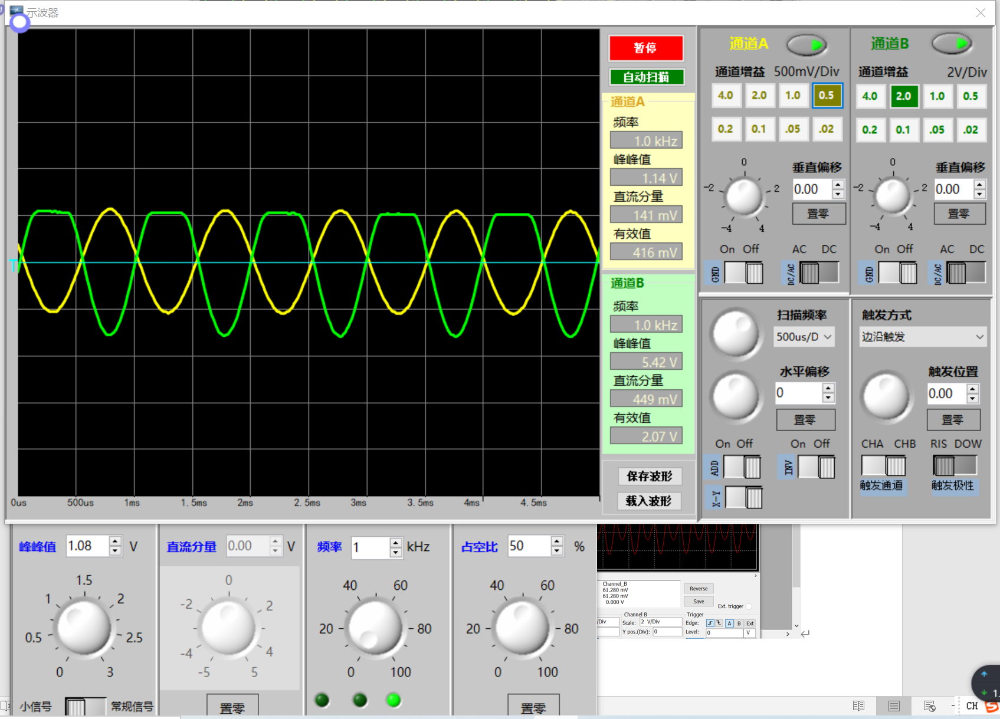 示波器
暂停
自动扫描
通道A
频率
1.0 kHz
峰峰值
1.14 V
直流分量
141 mV
有效值
416 mV
通道B
频率
1.0 kHz
峰峰值
5.42 V
直流分量
449 mV
有效值
2.07 V
保存波形
载入波形
T
0us 500us 1ms 1.5ms 2ms 2.5ms 3ms 3.5ms 4ms 4.5ms
通道A
通道增益 500mV/Div
4.0 2.0 1.0 0.5
0.2 0.1 .05 .02
0
-2 2
-4 4
垂直偏移
0.00
置零
On Off AC DC
GND DC/AC
通道B
通道增益 2V/Div
4.0 2.0 1.0 0.5
0.2 0.1 .05 .02
0
-2 2
-4 4
垂直偏移
0.00
置零
On Off AC DC
GND DC/AC
扫描频率
500us/D
水平偏移
0
置零
On Off On Off
ADD INV
X-Y
触发方式
边沿触发
触发位置
0.00
置零
CHA CHB RIS DOW
触发通道 触发极性
峰峰值 1.08 V
1.5
1 2
0.5 2.5
0 3
小信号 常规信号
直流分量 0.00 V
0
-2 2
-4 4
-5 5
置零
频率 1 kHz
40 60
20 80
0 100
占空比 50 %
40 60
20 80
0 100
置零
Channel_B
61.280 mV
61.280 mV
0.000 V
Reverse
Save
Ext. trigger
Channel B
/Div Scale: 2 V/Div
Y pos.(Div): 0
Trigger
Edge: A B Ext
Level: 0 V
1.
CH